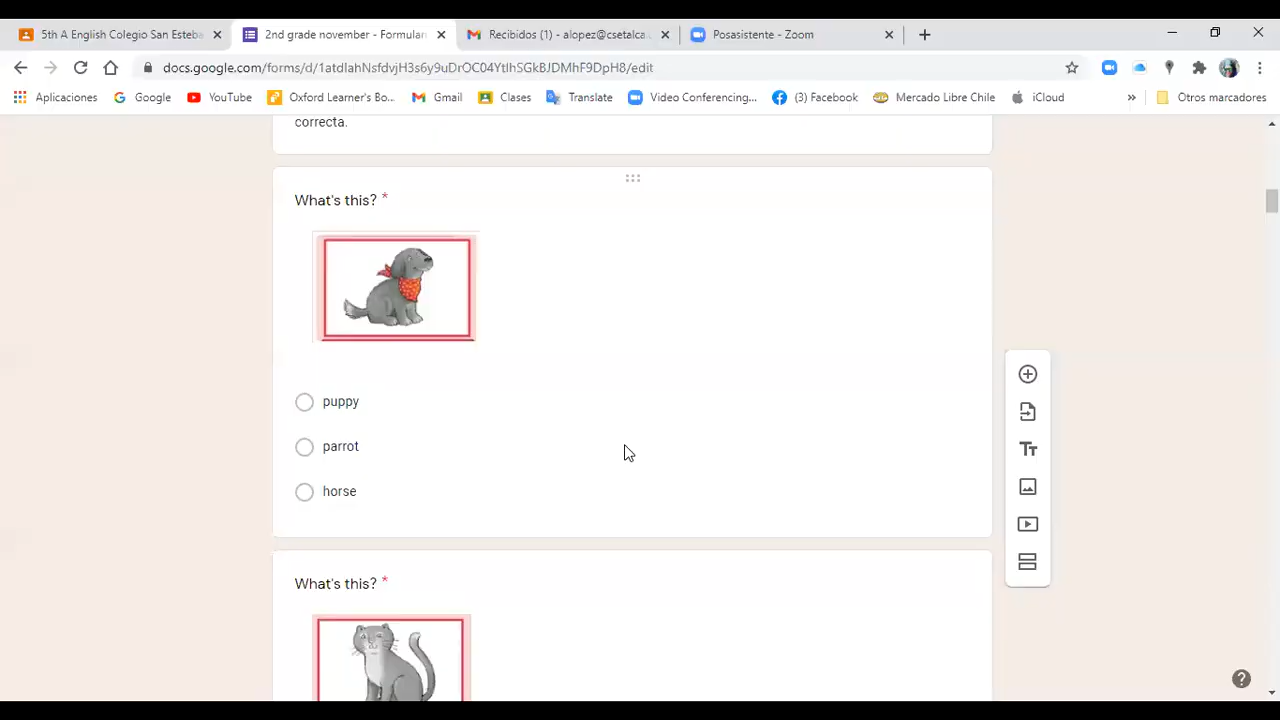 5th A English Colegio San Esteba
2nd grade november - Formular
Recibidos (1) - alopez@csetalca.
Posasistente - Zoom
docs.google.com/forms/d/1atdlahNsfdvjH3s6y9uDrOC04YtlhSGkBJDMhF9DpH8/edit
Aplicaciones Google YouTube Oxford Learner's Bo... Gmail Clases Translate Video Conferencing... (3) Facebook Mercado Libre Chile iCloud » Otros marcadores
correcta.
What's this? *
puppy
parrot
horse
What's this? *